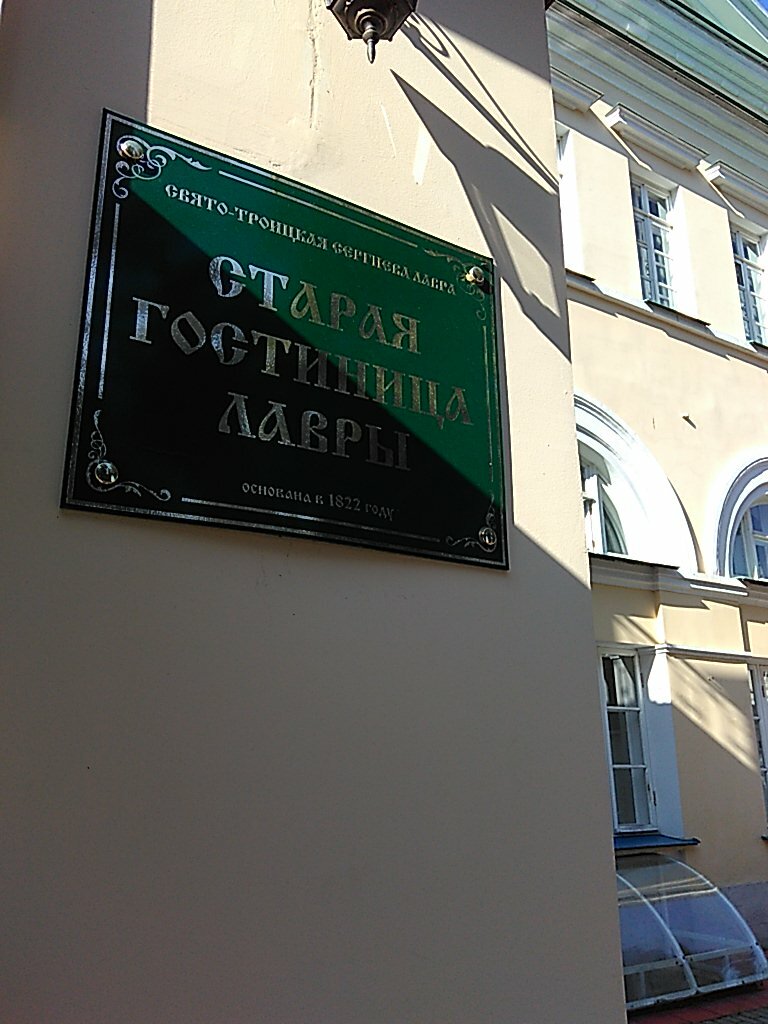 СВЯТО-ТРОИЦКАЯ СЕРГИЕВА ЛАВРА
СТАРАЯ
ГОСТИНИЦА
ЛАВРЫ
ОСНОВАНА В 1822 ГОДУ